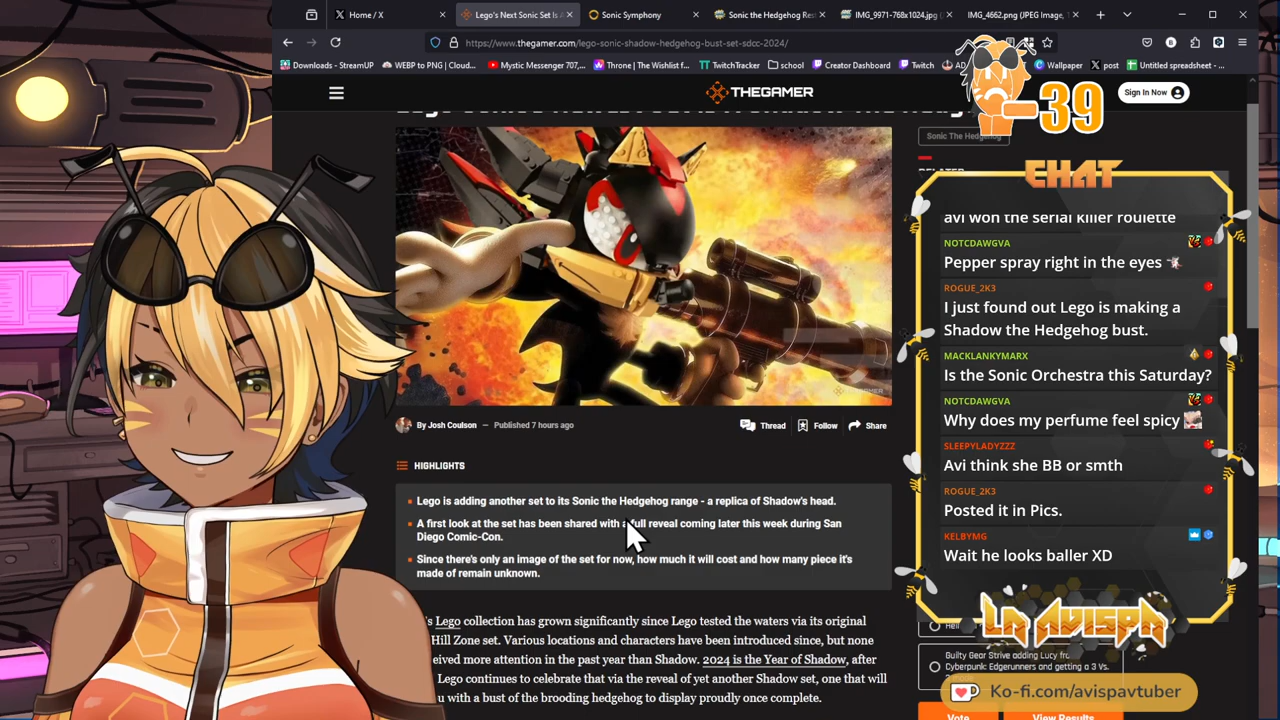 Home / X
Lego's Next Sonic Set Is
Sonic Symphony
Sonic the Hedgehog Res
IMG_9971-768x1024.jpg
IMG_4662.png (JPEG Image,
https://www.thegamer.com/lego-sonic-shadow-hedgehog-bust-set-sdcc-2024/
Downloads - StreamUP
WEBP to PNG | Cloud...
Mystic Messenger 707,...
Throne | The Wishlist f...
TwitchTracker
school
Creator Dashboard
Twitch
Wallpaper
post
Untitled spreadsheet - ...
THEGAMER
Sign In Now
-39
Sonic The Hedgehog
CHAT
avi won the serial killer roulette
NOTCDAWGVA
Pepper spray right in the eyes
ROGUE_2K3
I just found out Lego is making a
Shadow the Hedgehog bust.
MACKLANKYMARX
Is the Sonic Orchestra this Saturday?
NOTCDAWGVA
Why does my perfume feel spicy
SLEEPYLADYZZZ
Avi think she BB or smth
ROGUE_2K3
Posted it in Pics.
KELBYMG
Wait he looks baller XD
LA AVISPA
THEGAMER
By Josh Coulson — Published 7 hours ago
Thread
Follow
Share
HIGHLIGHTS
Lego is adding another set to its Sonic the Hedgehog range - a replica of Shadow's head.
A first look at the set has been shared with full reveal coming later this week during San
Diego Comic-Con.
Since there's only an image of the set for now, how much it will cost and how many piece it's
made of remain unknown.
Lego collection has grown significantly since Lego tested the waters via its original
Hill Zone set. Various locations and characters have been introduced since, but none
more attention in the past year than Shadow. 2024 is the Year of Shadow, after
Lego continues to celebrate that via the reveal of yet another Shadow set, one that will
with a bust of the brooding hedgehog to display proudly once complete.
Guilty Gear Strive adding Lucy
Cyberpunk: Edgerunners and getting a 3 Vs.
Ko-fi.com/avispavtuber
Vote
View Results